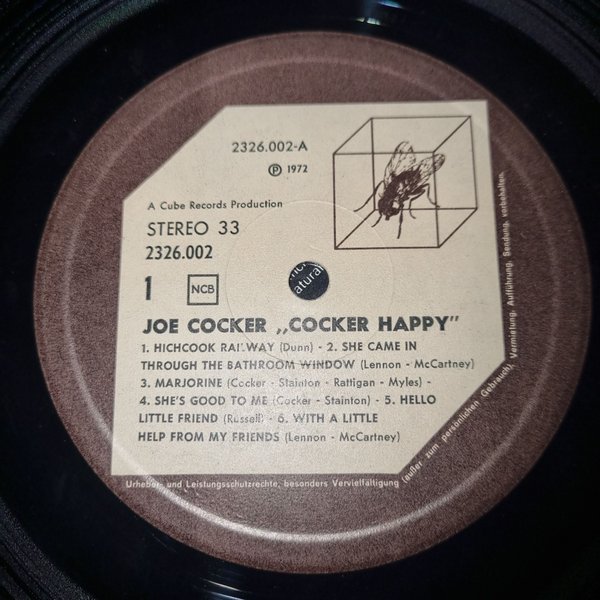 2326.002-A
Ⓟ 1972
A Cube Records Production
STEREO 33
2326.002
1 NCB
atural
JOE COCKER „COCKER HAPPY"
1. HICHCOOK RAILWAY (Dunn) - 2. SHE CAME IN
THROUGH THE BATHROOM WINDOW (Lennon - McCartney)
3. MARJORINE (Cocker - Stainton - Rattigan - Myles) -
4. SHE'S GOOD TO ME (Cocker - Stainton) - 5. HELLO
LITTLE FRIEND (Russell) - 6. WITH A LITTLE
HELP FROM MY FRIENDS (Lennon - McCartney)
Urheber- und Leistungsschutzrechte, besonders Vervielfältigung (außer zum persönlichen Gebrauch), Vermietung, Aufführung, Sendung, vorbehalten.